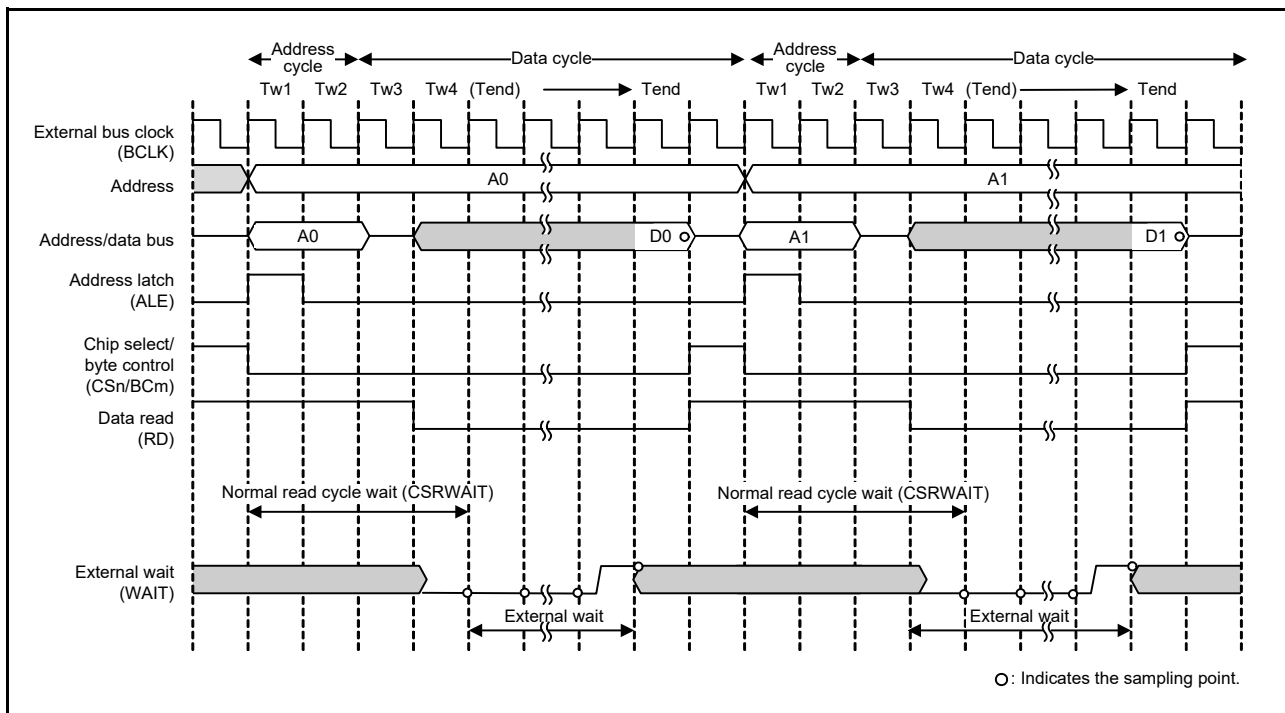 Address cycle Data cycle Address cycle Data cycle
Tw1 Tw2 Tw3 Tw4 (Tend) Tend Tw1 Tw2 Tw3 Tw4 (Tend) Tend
External bus clock
(BCLK)
Address A0 A1
Address/data bus A0 D0 A1 D1
Address latch
(ALE)
Chip select/
byte control
(CSn/BCm)
Data read
(RD)
Normal read cycle wait (CSRWAIT) Normal read cycle wait (CSRWAIT)
External wait
(WAIT)
External wait External wait
: Indicates the sampling point.